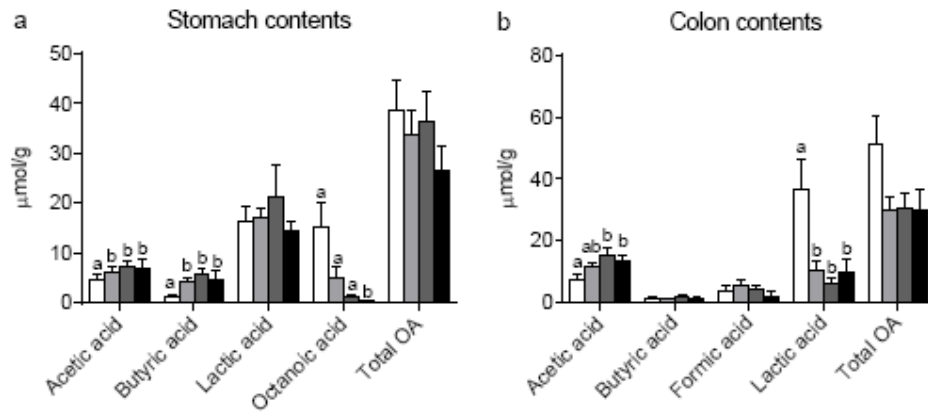 a
Stomach contents
50
40
30
20
10
0
µmol/g
a b b b
a b b b
a a a b
Acetic acid
Butyric acid
Lactic acid
Octanoic acid
Total OA
b
Colon contents
80
60
40
20
0
µmol/g
a ab b b
a b b b
Acetic acid
Butyric acid
Formic acid
Lactic acid
Total OA